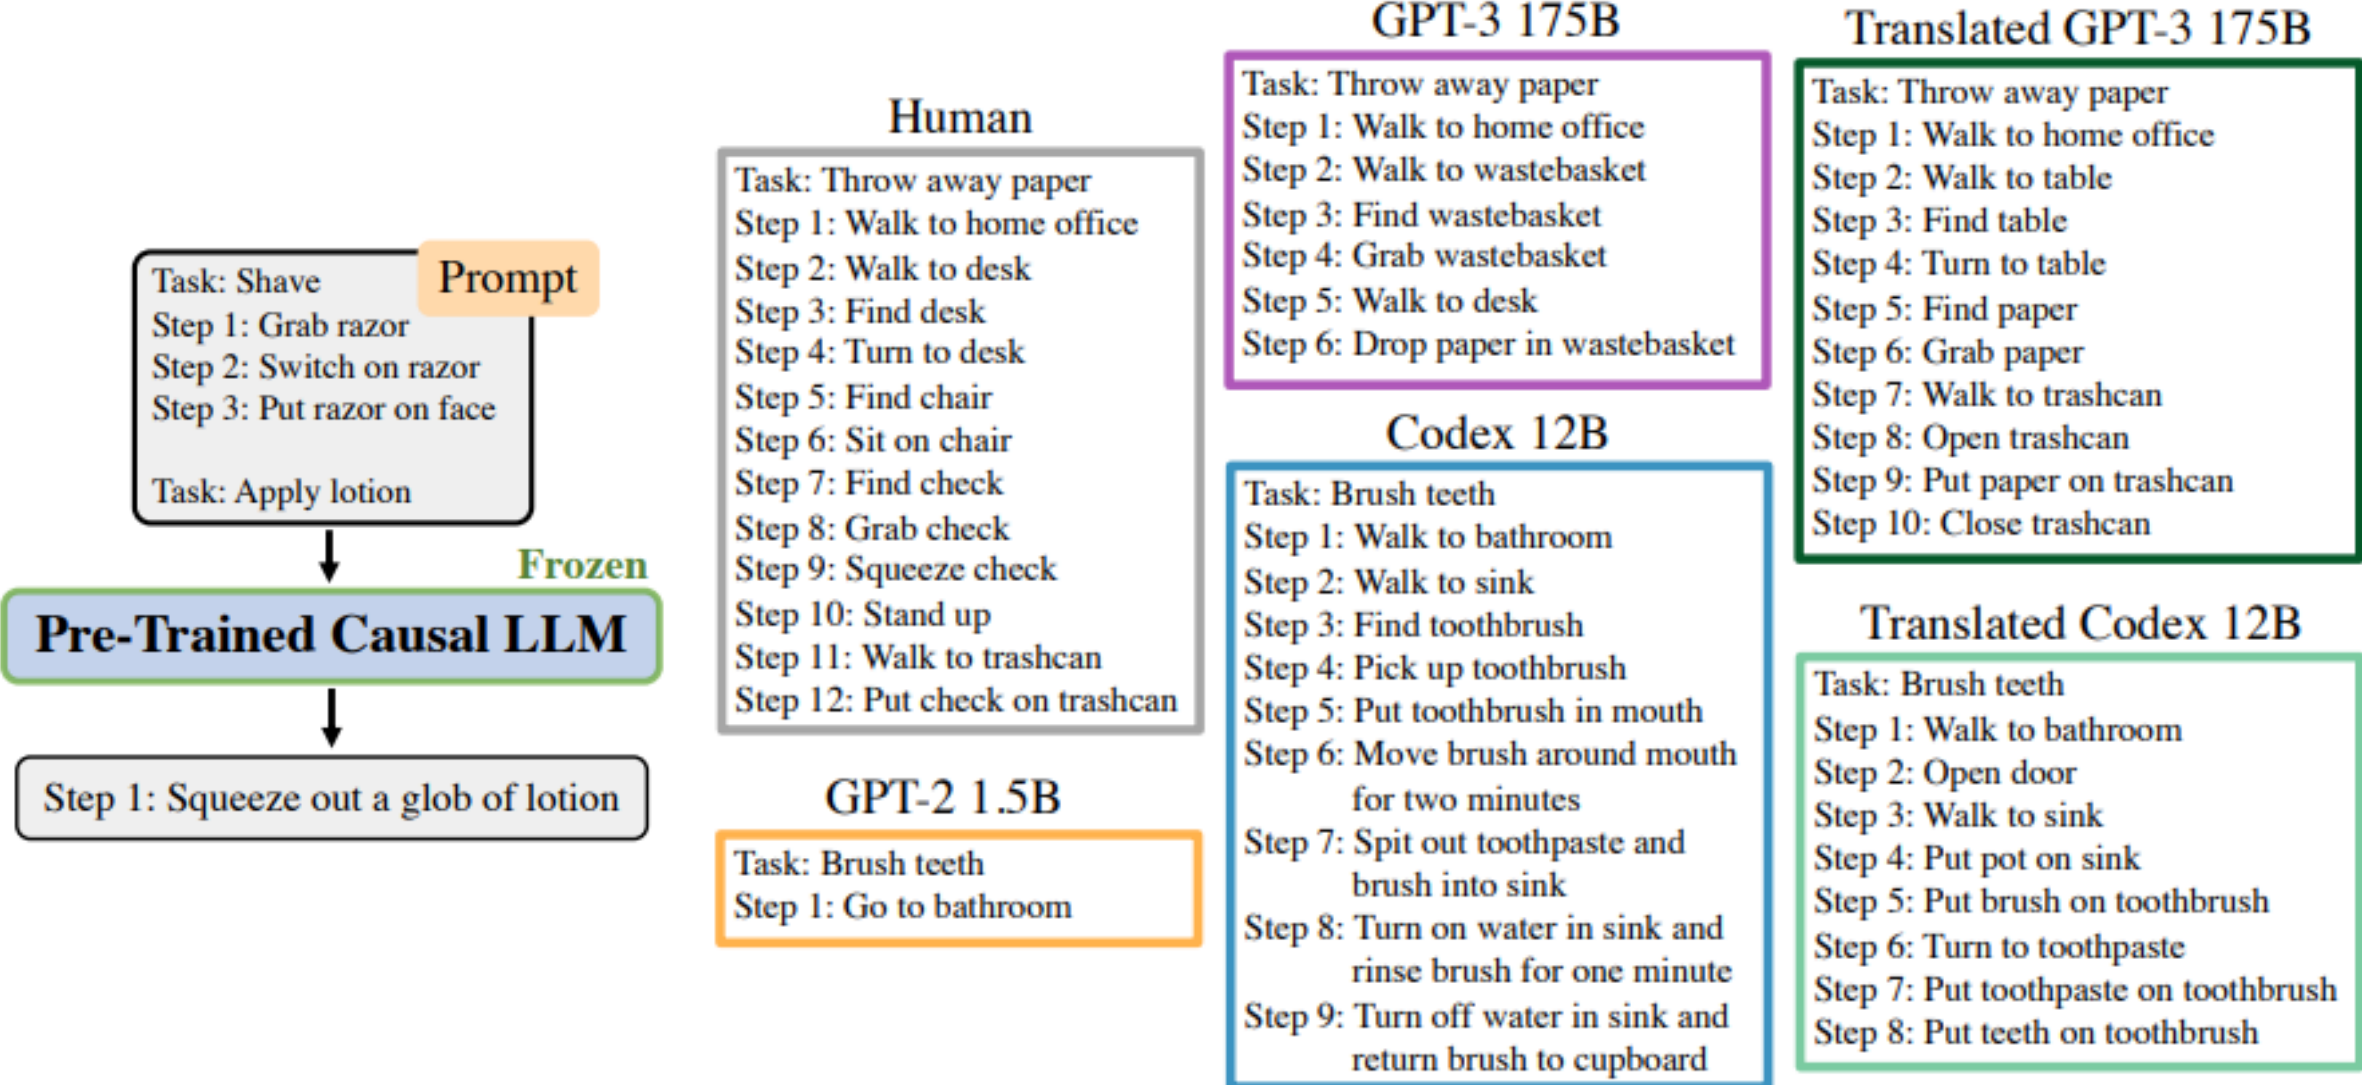 Task: Shave
Prompt
Step 1: Grab razor
Step 2: Switch on razor
Step 3: Put razor on face
Task: Apply lotion
Frozen
Pre-Trained Causal LLM
Step 1: Squeeze out a glob of lotion
Human
Task: Throw away paper
Step 1: Walk to home office
Step 2: Walk to desk
Step 3: Find desk
Step 4: Turn to desk
Step 5: Find chair
Step 6: Sit on chair
Step 7: Find check
Step 8: Grab check
Step 9: Squeeze check
Step 10: Stand up
Step 11: Walk to trashcan
Step 12: Put check on trashcan
GPT-2 1.5B
Task: Brush teeth
Step 1: Go to bathroom
GPT-3 175B
Task: Throw away paper
Step 1: Walk to home office
Step 2: Walk to wastebasket
Step 3: Find wastebasket
Step 4: Grab wastebasket
Step 5: Walk to desk
Step 6: Drop paper in wastebasket
Codex 12B
Task: Brush teeth
Step 1: Walk to bathroom
Step 2: Walk to sink
Step 3: Find toothbrush
Step 4: Pick up toothbrush
Step 5: Put toothbrush in mouth
Step 6: Move brush around mouth
for two minutes
Step 7: Spit out toothpaste and
brush into sink
Step 8: Turn on water in sink and
rinse brush for one minute
Step 9: Turn off water in sink and
return brush to cupboard
Translated GPT-3 175B
Task: Throw away paper
Step 1: Walk to home office
Step 2: Walk to table
Step 3: Find table
Step 4: Turn to table
Step 5: Find paper
Step 6: Grab paper
Step 7: Walk to trashcan
Step 8: Open trashcan
Step 9: Put paper on trashcan
Step 10: Close trashcan
Translated Codex 12B
Task: Brush teeth
Step 1: Walk to bathroom
Step 2: Open door
Step 3: Walk to sink
Step 4: Put pot on sink
Step 5: Put brush on toothbrush
Step 6: Turn to toothpaste
Step 7: Put toothpaste on toothbrush
Step 8: Put teeth on toothbrush